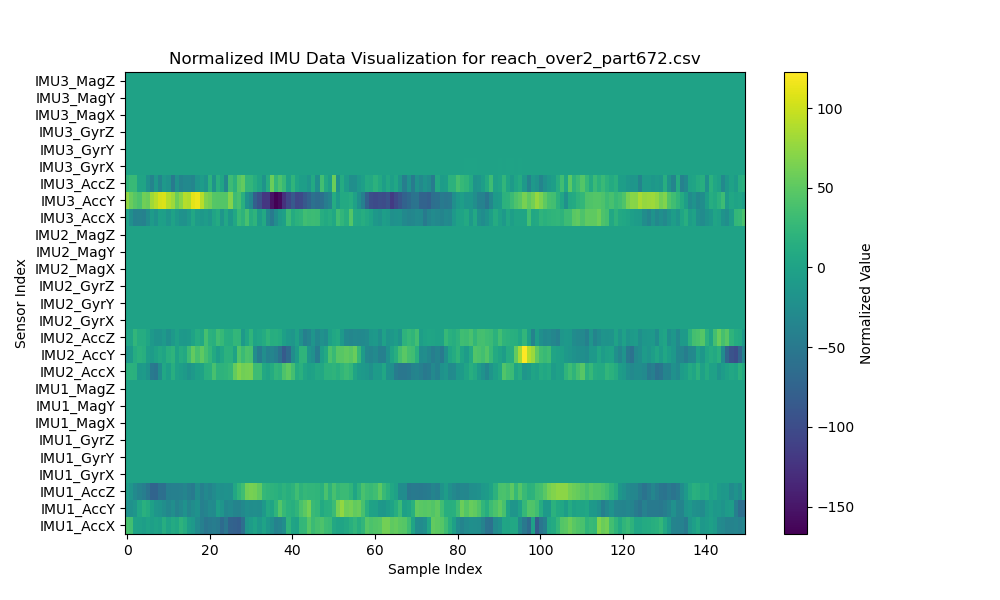 Normalized IMU Data Visualization for reach_over2_part672.csv
IMU3_MagZ
IMU3_MagY
IMU3_MagX
IMU3_GyrZ
IMU3_GyrY
IMU3_GyrX
IMU3_AccZ
IMU3_AccY
IMU3_AccX
IMU2_MagZ
IMU2_MagY
IMU2_MagX
IMU2_GyrZ
IMU2_GyrY
IMU2_GyrX
IMU2_AccZ
IMU2_AccY
IMU2_AccX
IMU1_MagZ
IMU1_MagY
IMU1_MagX
IMU1_GyrZ
IMU1_GyrY
IMU1_GyrX
IMU1_AccZ
IMU1_AccY
IMU1_AccX
Sensor Index
0 20 40 60 80 100 120 140
Sample Index
100
50
0
−50
−100
−150
Normalized Value